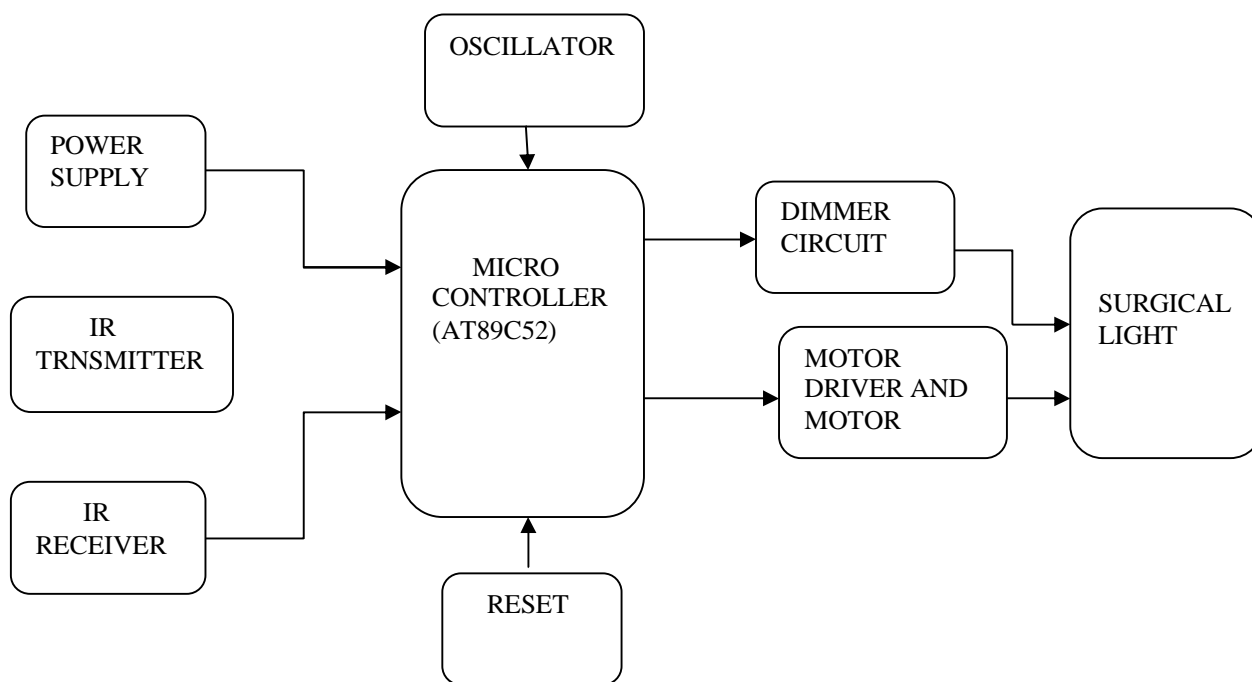 OSCILLATOR
POWER
SUPPLY
DIMMER
CIRCUIT
MICRO
CONTROLLER
(AT89C52)
SURGICAL
LIGHT
IR
TRNSMITTER
MOTOR
DRIVER AND
MOTOR
IR
RECEIVER
RESET